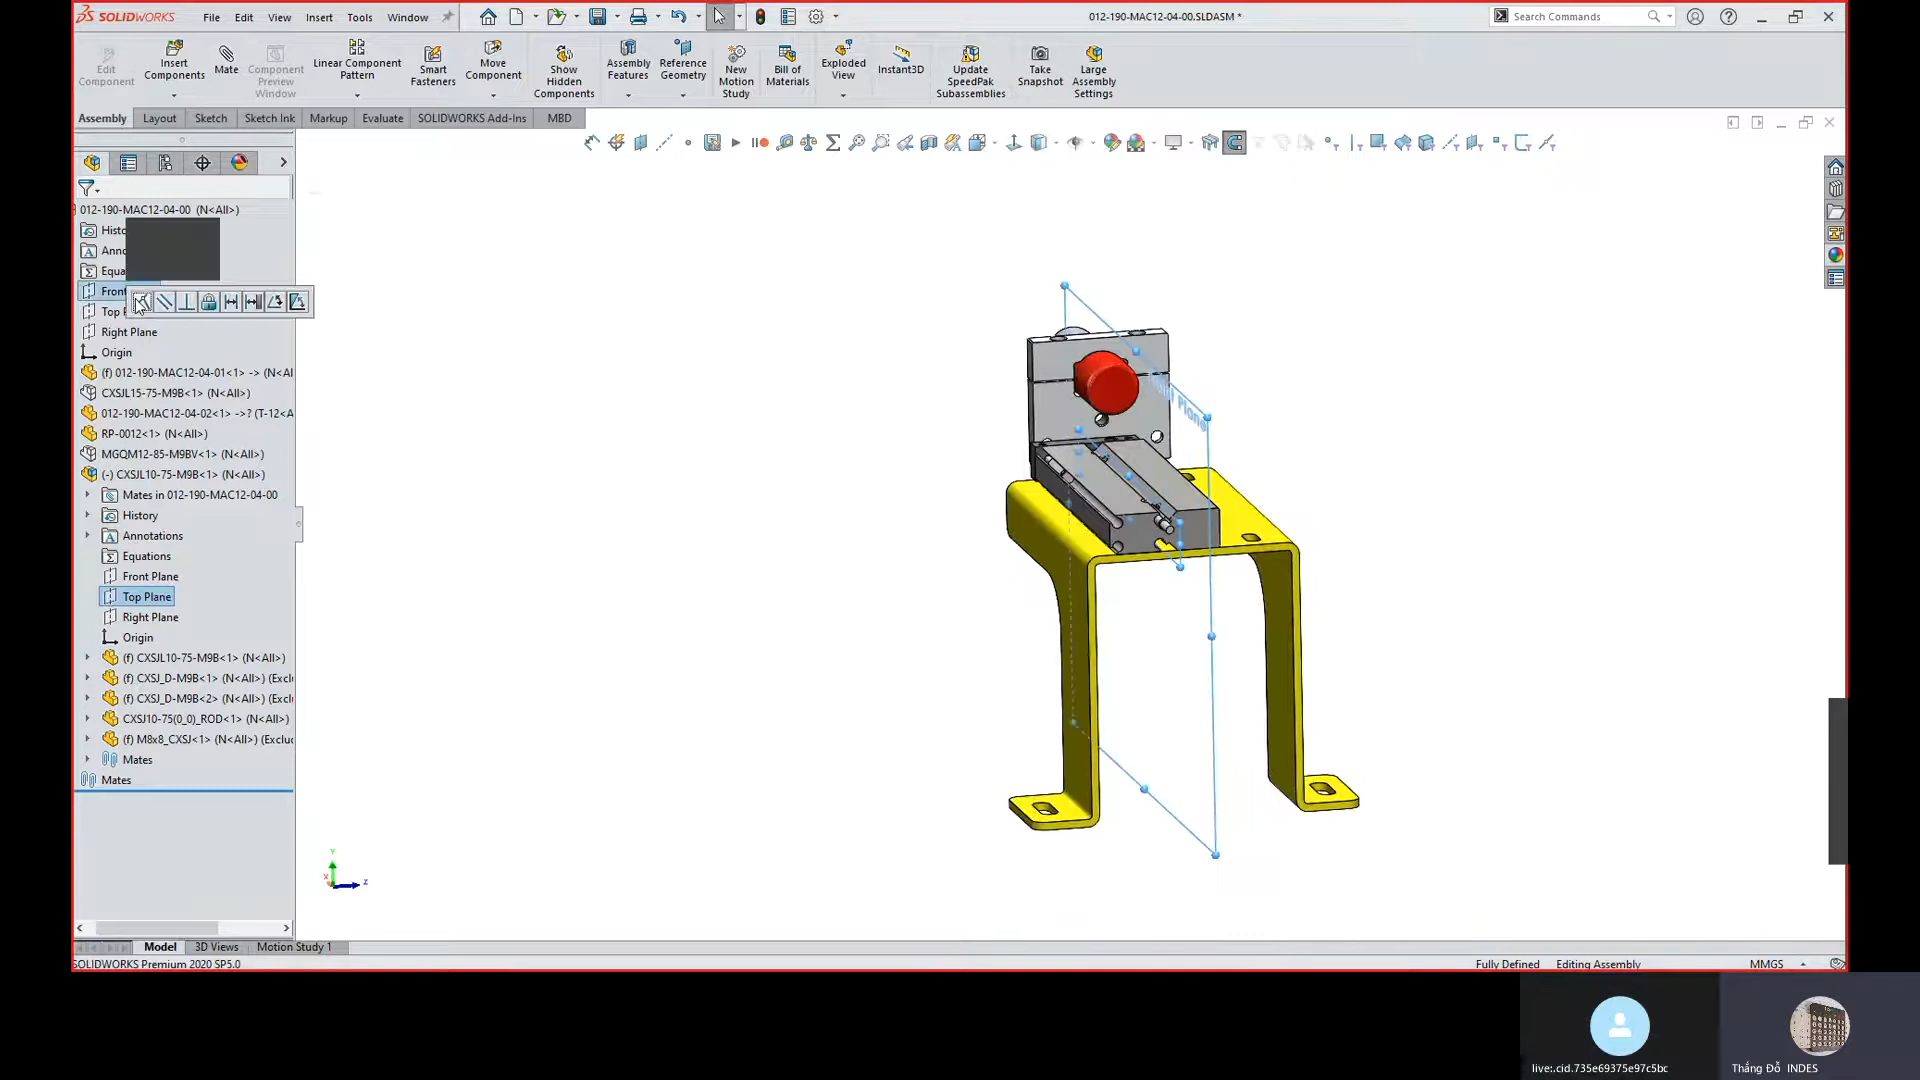 SOLIDWORKS File Edit View Insert Tools Window 012-190-MAC12-04-00.SLDASM * Search Commands
Edit Component
Insert Components
Mate
Component Preview Window
Linear Component Pattern
Smart Fasteners
Move Component
Show Hidden Components
Assembly Features
Reference Geometry
New Motion Study
Bill of Materials
Exploded View
Instant3D
Update SpeedPak Subassemblies
Take Snapshot
Large Assembly Settings
Assembly Layout Sketch Sketch Ink Markup Evaluate SOLIDWORKS Add-Ins MBD
012-190-MAC12-04-00 (N<All>)
Histo
Anno
Equa
Front
Top P
Right Plane
Origin
(f) 012-190-MAC12-04-01<1> -> (N<Al
CXSJL15-75-M9B<1> (N<All>)
012-190-MAC12-04-02<1> ->? (T-12<A
RP-0012<1> (N<All>)
MGQM12-85-M9BV<1> (N<All>)
(-) CXSJL10-75-M9B<1> (N<All>)
Mates in 012-190-MAC12-04-00
History
Annotations
Equations
Front Plane
Top Plane
Right Plane
Origin
(f) CXSJL10-75-M9B<1> (N<All>)
(f) CXSJ_D-M9B<1> (N<All>) (Exclu
(f) CXSJ_D-M9B<2> (N<All>) (Exclu
CXSJ10-75(0_0)_ROD<1> (N<All>)
(f) M8x8_CXSJ<1> (N<All>) (Exclud
Mates
Mates
Y
X
Z
Model 3D Views Motion Study 1
SOLIDWORKS Premium 2020 SP5.0 Fully Defined Editing Assembly MMGS
live:.cid.735e69375e97c5bc Thắng Đỗ INDES